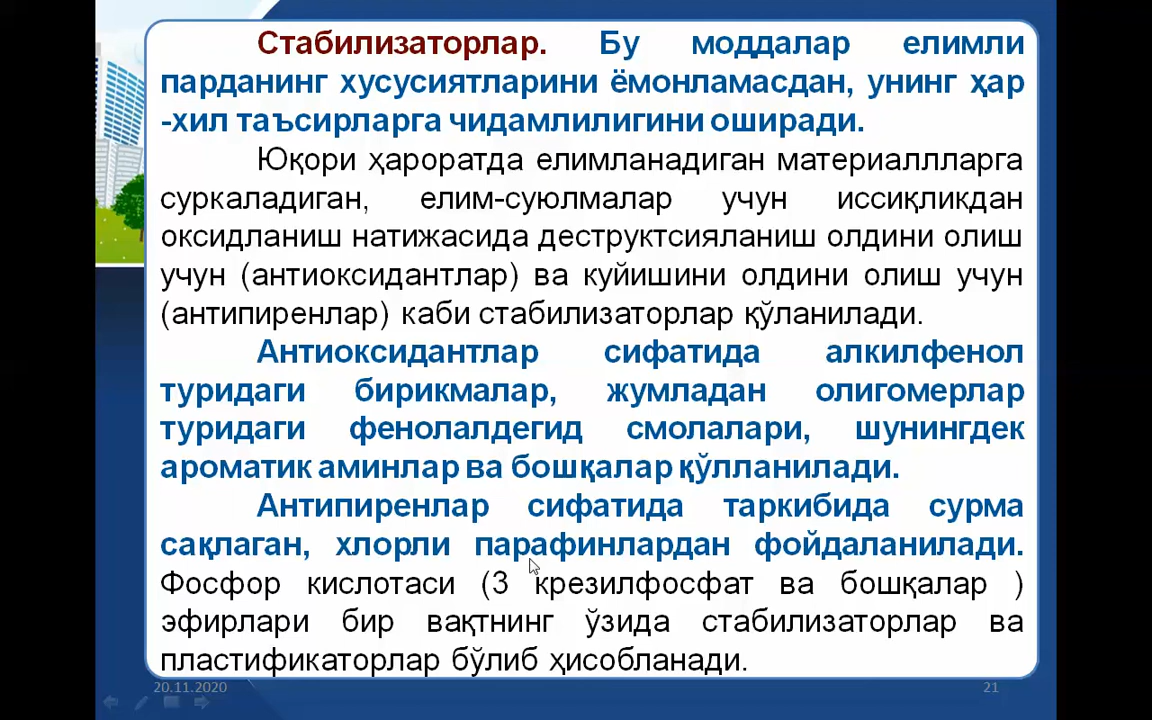 Стабилизаторлар. Бу моддалар елимли
парданинг хусусиятларини ёмонламасдан, унинг ҳар
-хил таъсирларга чидамлилигини оширади.
Юқори ҳароратда елимланадиган материаллларга
суркаладиган, елим-суюлмалар учун иссиқликдан
оксидланиш натижасида деструктсияланиш олдини олиш
учун (антиоксидантлар) ва куйишини олдини олиш учун
(антипиренлар) каби стабилизаторлар қўланилади.
Антиоксидантлар сифатида алкилфенол
туридаги бирикмалар, жумладан олигомерлар
туридаги фенолалдегид смолалари, шунингдек
ароматик аминлар ва бошқалар қўлланилади.
Антипиренлар сифатида таркибида сурма
сақлаган, хлорли парафинлардан фойдаланилади.
Фосфор кислотаси (3 крезилфосфат ва бошқалар )
эфирлари бир вақтнинг ўзида стабилизаторлар ва
пластификаторлар бўлиб ҳисобланади.
20.11.2020
21